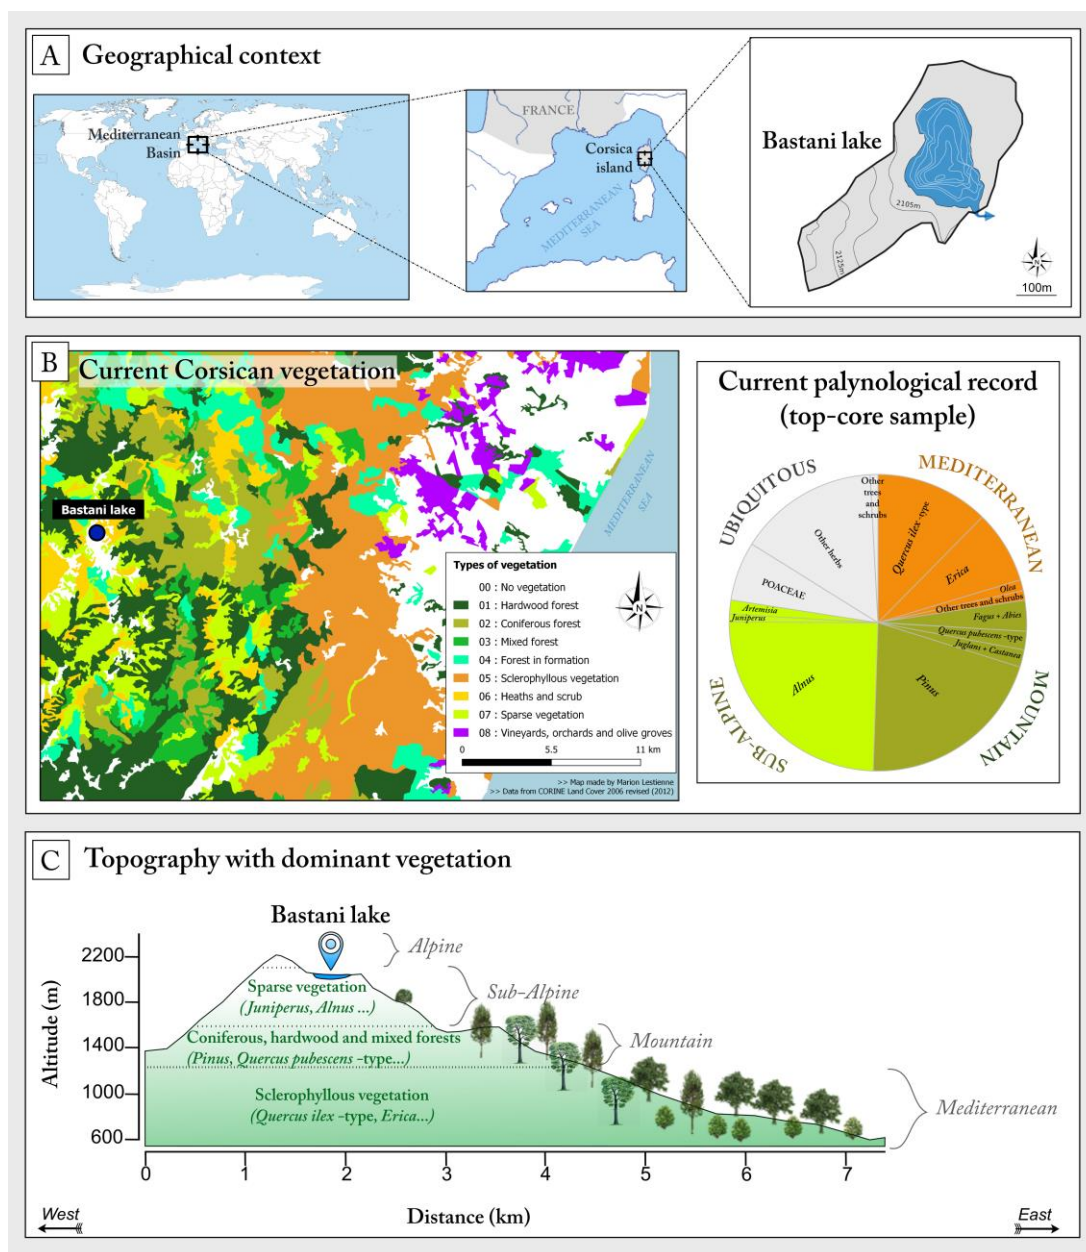 A Geographical context
Mediterranean
Basin
FRANCE
Corsica
island
MEDITERRANEAN
SEA
Bastani lake
2105m
2125m
N
100m
B Current Corsican vegetation
Bastani lake
MEDITERRANEAN
SEA
Types of vegetation
00 : No vegetation
01 : Hardwood forest
02 : Coniferous forest
03 : Mixed forest
04 : Forest in formation
05 : Sclerophyllous vegetation
06 : Heaths and scrub
07 : Sparse vegetation
08 : Vineyards, orchards and olive groves
0 5.5 11 km
N
>> Map made by Marion Lestienne
>> Data from CORINE Land Cover 2006 revised (2012)
Current palynological record
(top-core sample)
UBIQUITOUS
MEDITERRANEAN
MOUNTAIN
SUB-ALPINE
Other
trees
and
schrubs
Quercus ilex -type
Erica
Olea
Other trees and schrubs
Fagus + Abies
Quercus pubescens -type
Juglans + Castanea
Pinus
Alnus
Juniperus
Artemisia
POACEAE
Other herbs
C Topography with dominant vegetation
Bastani lake
Altitude (m)
2200
1800
1400
1000
600
Alpine
Sub-Alpine
Mountain
Mediterranean
Sparse vegetation
(Juniperus, Alnus ...)
Coniferous, hardwood and mixed forests
(Pinus, Quercus pubescens -type...)
Sclerophyllous vegetation
(Quercus ilex -type, Erica...)
0 1 2 3 4 5 6 7
West
Distance (km)
East